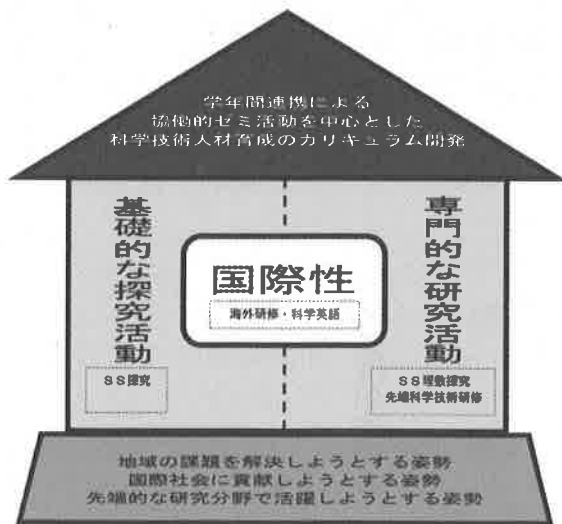 学年間連携による
協働的ゼミ活動を中心とした
科学技術人材育成のカリキュラム開発
基礎的な探究活動
SS探究
国際性
海外研修・科学英語
専門的な研究活動
SS理数探究
先端科学技術研修
地域の課題を解決しようとする姿勢
国際社会に貢献しようとする姿勢
先端的な研究分野で活躍しようとする姿勢